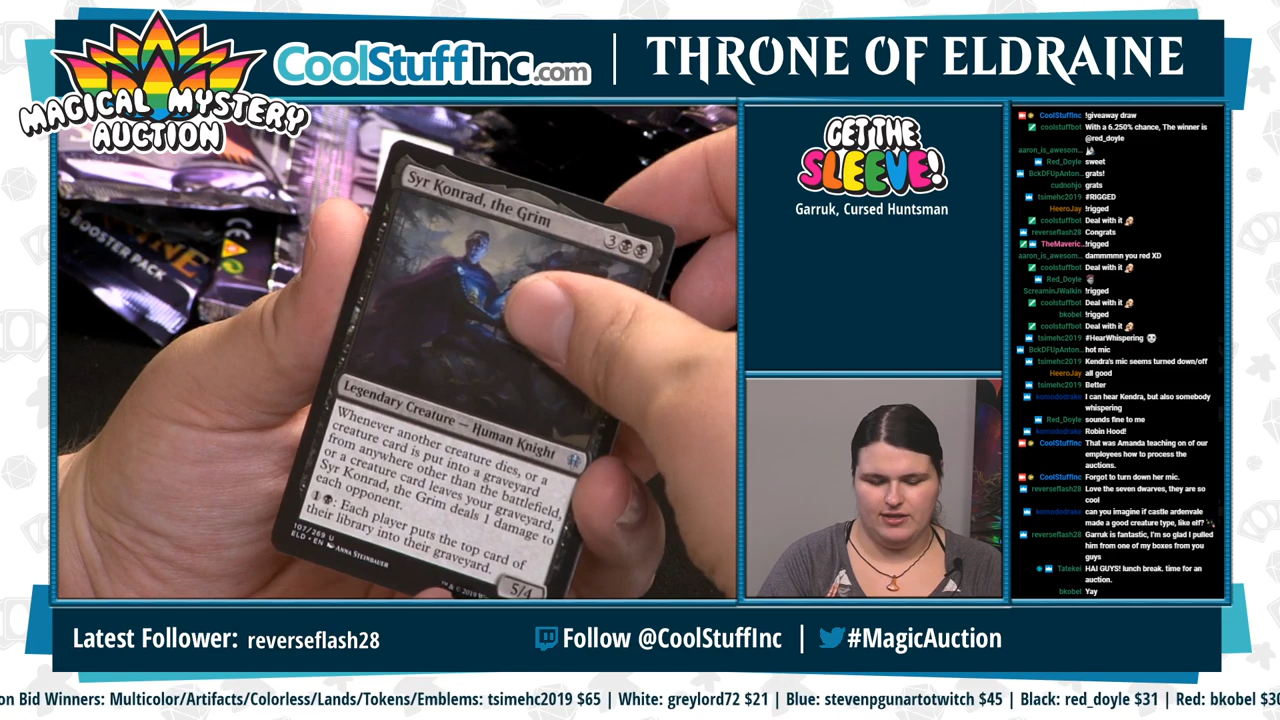 MAGICAL MYSTERY
AUCTION
CoolStuffInc.com
THRONE OF ELDRAINE
BOOSTER PACK
Syr Konrad, the Grim
3
Legendary Creature — Human Knight
Whenever another creature dies, or a
creature card is put into a graveyard
from anywhere other than the battlefield,
or a creature card leaves your graveyard,
Syr Konrad, the Grim deals 1 damage to
each opponent.
1: Each player puts the top card of
their library into their graveyard.
107/269 U
ELD • EN ANNA STEINBAUER
™ & © 2019
5/4
GET THE
SLEEVE!
Garruk, Cursed Huntsman
CoolStuffInc !giveaway draw
coolstuffbot With a 6.250% chance, The winner is
@red_doyle
aaron_is_awesom...
Red_Doyle sweet
BckDFUpAnton... grats!
cudnohjo grats
tsimehc2019 #RIGGED
HeeroJay !rigged
coolstuffbot Deal with it
reverseflash28 Congrats
TheMaveric... !rigged
aaron_is_awesom... dammmmn you red XD
coolstuffbot Deal with it
Red_Doyle
ScreaminJWalkin !rigged
coolstuffbot Deal with it
bkobel !rigged
coolstuffbot Deal with it
tsimehc2019 #HearWhispering
BckDFUpAnton... hot mic
tsimehc2019 Kendra's mic seems turned down/off
HeeroJay all good
tsimehc2019 Better
komododrake I can hear Kendra, but also somebody
whispering
Red_Doyle sounds fine to me
komododrake Robin Hood!
CoolStuffInc That was Amanda teaching on of our
employees how to process the
auctions.
CoolStuffInc Forgot to turn down her mic.
reverseflash28 Love the seven dwarves, they are so
cool
komododrake can you imagine if castle ardenvale
made a good creature type, like elf?
reverseflash28 Garruk is fantastic, I'm so glad I pulled
him from one of my boxes from you
guys
Tatekei HAI GUYS! lunch break. time for an
auction.
bkobel Yay
Latest Follower: reverseflash28
Follow @CoolStuffInc | #MagicAuction
on Bid Winners: Multicolor/Artifacts/Colorless/Lands/Tokens/Emblems: tsimehc2019 $65 | White: greylord72 $21 | Blue: stevenpgunartotwitch $45 | Black: red_doyle $31 | Red: bkobel $30